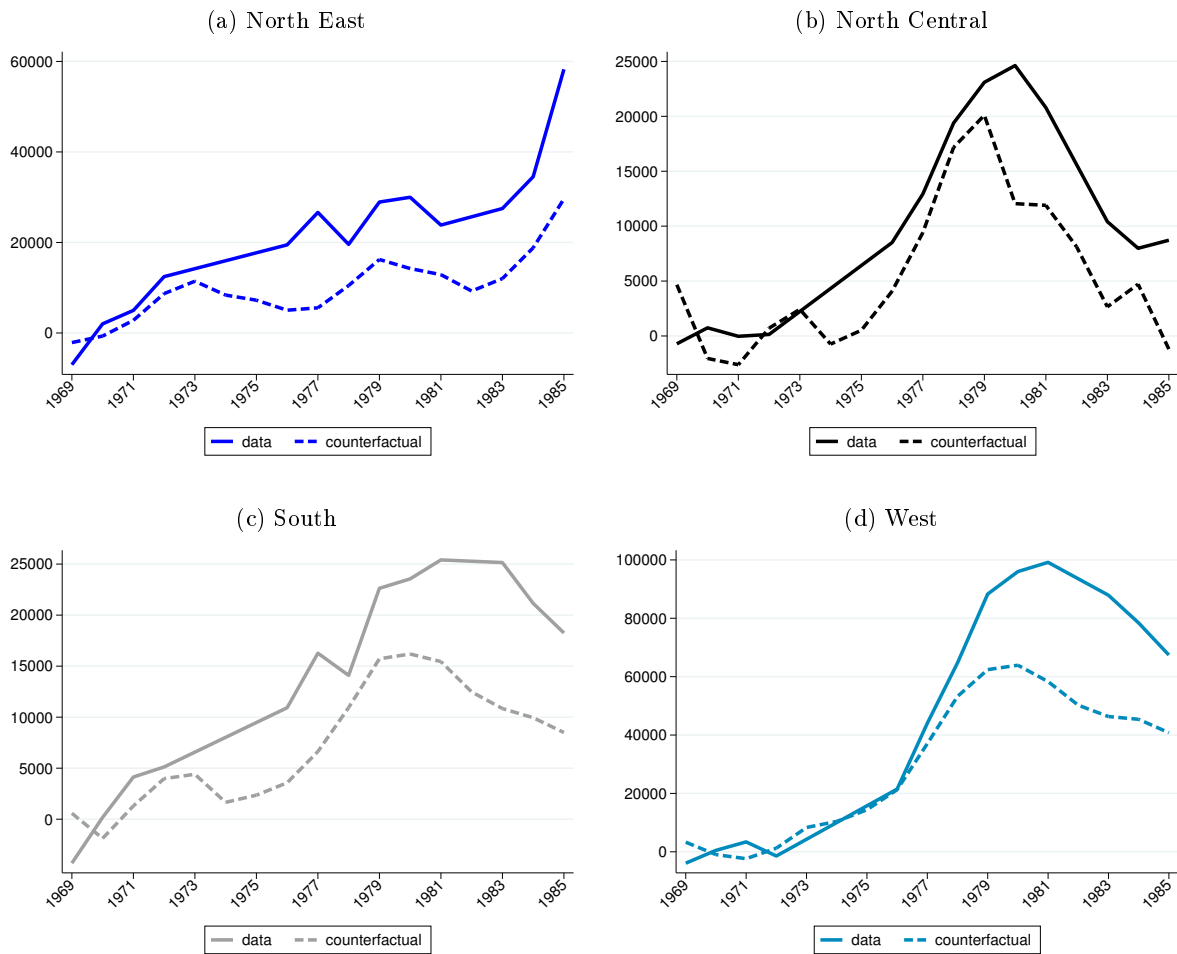 (a) North East
60000
40000
20000
0
1969 1971 1973 1975 1977 1979 1981 1983 1985
data counterfactual
(b) North Central
25000
20000
15000
10000
5000
0
1969 1971 1973 1975 1977 1979 1981 1983 1985
data counterfactual
(c) South
25000
20000
15000
10000
5000
0
1969 1971 1973 1975 1977 1979 1981 1983 1985
data counterfactual
(d) West
100000
80000
60000
40000
20000
0
1969 1971 1973 1975 1977 1979 1981 1983 1985
data counterfactual